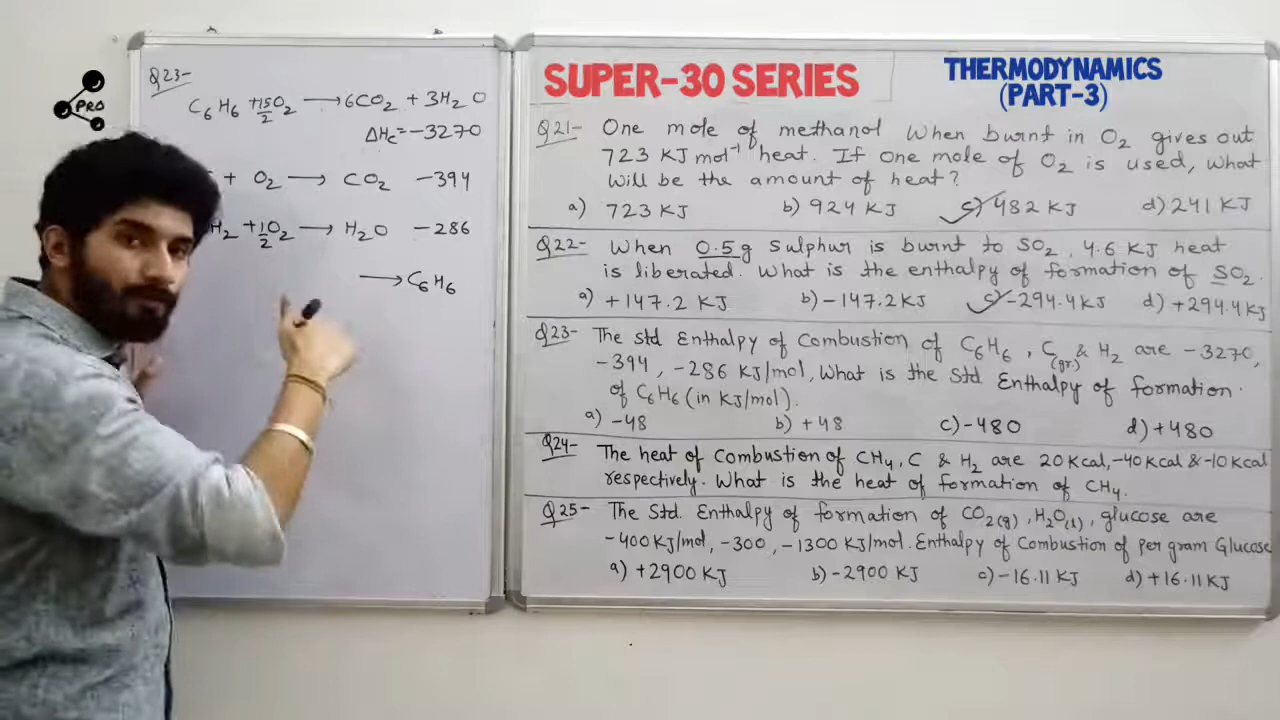 PRO
Q23-
C₆H₆ + 15/2 O₂ → 6CO₂ + 3H₂O
ΔHc = -3270
+ O₂ → CO₂ -394
H₂ + 1/2 O₂ → H₂O -286
→ C₆H₆
SUPER-30 SERIES
THERMODYNAMICS
(PART-3)
Q21- One mole of methanol when burnt in O₂ gives out
723 KJ mol⁻¹ heat. If one mole of O₂ is used, what
will be the amount of heat?
a) 723 KJ b) 924 KJ c) 482 KJ d) 241 KJ
Q22- When 0.5g Sulphur is burnt to SO₂, 4.6 KJ heat
is liberated. What is the enthalpy of formation of SO₂.
a) +147.2 KJ b) -147.2 KJ c) -294.4 KJ d) +294.4 KJ
Q23- The std Enthalpy of Combustion of C₆H₆, C(gr.) & H₂ are -3270,
-394, -286 KJ/mol, What is the Std Enthalpy of formation.
of C₆H₆ (in KJ/mol).
a) -48 b) +48 c) -480 d) +480
Q24- The heat of Combustion of CH₄, C & H₂ are 20 Kcal, -40 Kcal & -10 Kcal
respectively. What is the heat of formation of CH₄.
Q25- The Std. Enthalpy of formation of CO₂(g), H₂O(l), glucose are
-400 KJ/mol, -300, -1300 KJ/mol. Enthalpy of Combustion of per gram Glucose
a) +2900 KJ b) -2900 KJ c) -16.11 KJ d) +16.11 KJ